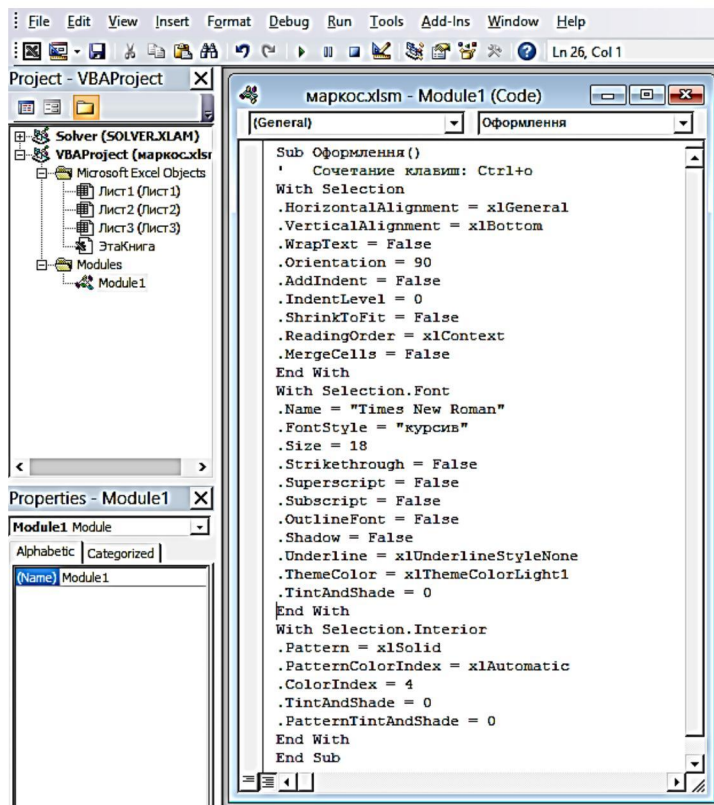 File Edit View Insert Format Debug Run Tools Add-Ins Window Help
Ln 26, Col 1
Project - VBAProject
Solver (SOLVER.XLAM)
VBAProject (маркос.xlsm
Microsoft Excel Objects
Лист1 (Лист1)
Лист2 (Лист2)
Лист3 (Лист3)
ЭтаКнига
Modules
Module1
Properties - Module1
Module1 Module
Alphabetic Categorized
(Name) Module1
маркос.xlsm - Module1 (Code)
(General) Оформлення
Sub Оформлення()
' Сочетание клавиш: Ctrl+o
With Selection
.HorizontalAlignment = xlGeneral
.VerticalAlignment = xlBottom
.WrapText = False
.Orientation = 90
.AddIndent = False
.IndentLevel = 0
.ShrinkToFit = False
.ReadingOrder = xlContext
.MergeCells = False
End With
With Selection.Font
.Name = "Times New Roman"
.FontStyle = "курсив"
.Size = 18
.Strikethrough = False
.Superscript = False
.Subscript = False
.OutlineFont = False
.Shadow = False
.Underline = xlUnderlineStyleNone
.ThemeColor = xlThemeColorLight1
.TintAndShade = 0
End With
With Selection.Interior
.Pattern = xlSolid
.PatternColorIndex = xlAutomatic
.ColorIndex = 4
.TintAndShade = 0
.PatternTintAndShade = 0
End With
End Sub